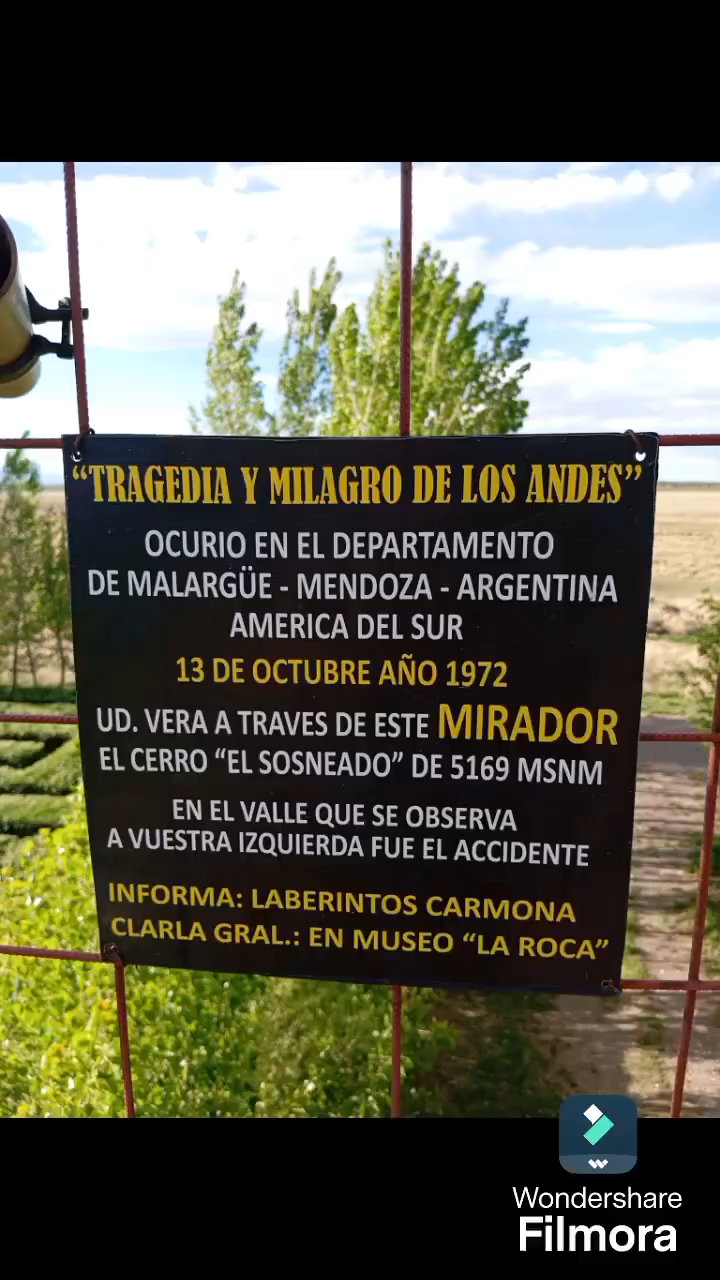 “TRAGEDIA Y MILAGRO DE LOS ANDES”
OCURIO EN EL DEPARTAMENTO
DE MALARGÜE - MENDOZA - ARGENTINA
AMERICA DEL SUR
13 DE OCTUBRE AÑO 1972
UD. VERA A TRAVES DE ESTE MIRADOR
EL CERRO “EL SOSNEADO” DE 5169 MSNM
EN EL VALLE QUE SE OBSERVA
A VUESTRA IZQUIERDA FUE EL ACCIDENTE
INFORMA: LABERINTOS CARMONA
CLARLA GRAL.: EN MUSEO “LA ROCA”
Wondershare
Filmora